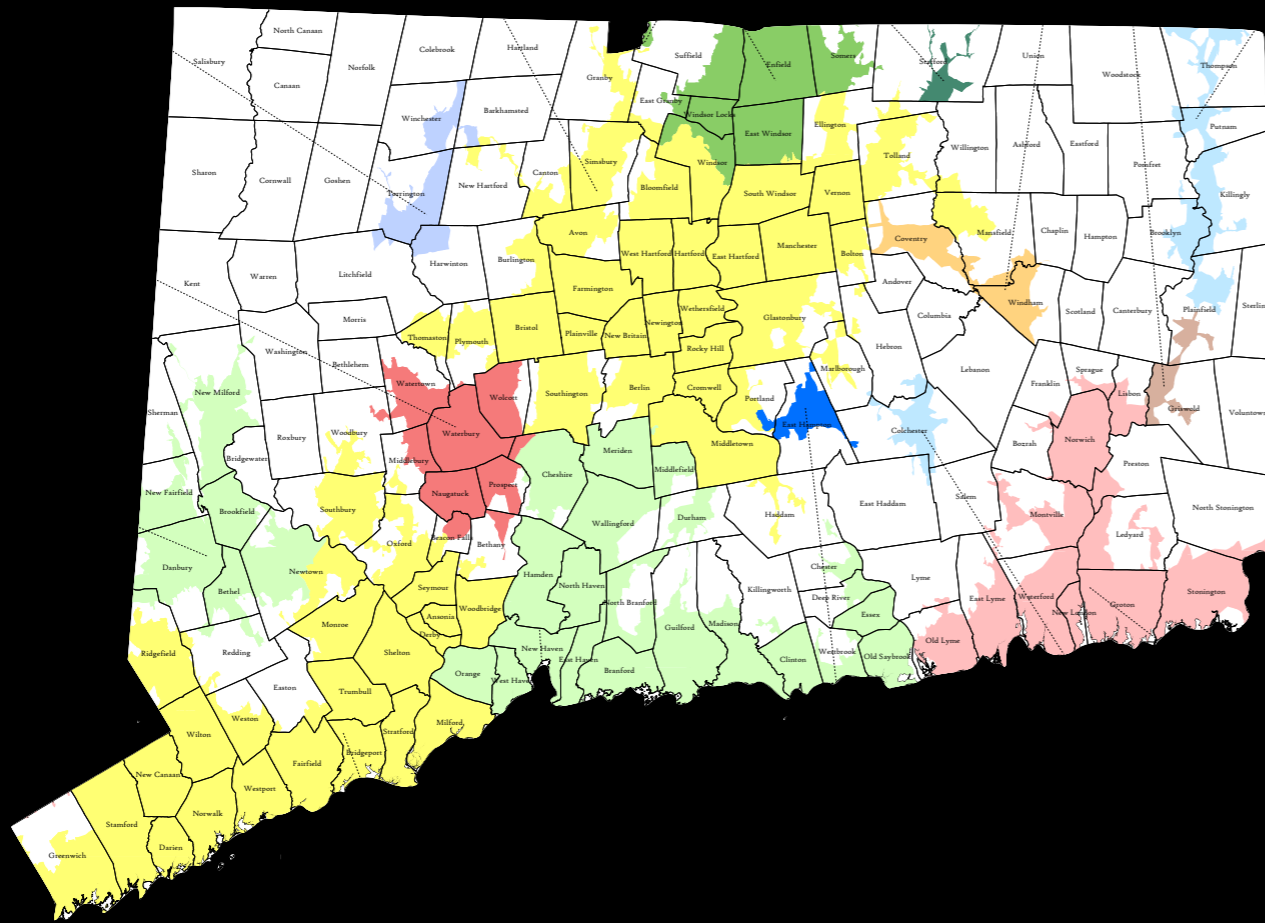 North Canaan
Colebrook
Hartland
Suffield
Enfield
Somers
Stafford
Union
Salisbury
Canaan
Norfolk
Granby
Woodstock
Thompson
East Granby
Windsor Locks
Winchester
Barkhamsted
East Windsor
Ellington
Putnam
Willington
Ashford
Eastford
Pomfret
Sharon
Cornwall
Goshen
Torrington
New Hartford
Canton
Simsbury
Bloomfield
Windsor
Tolland
South Windsor
Vernon
Killingly
Avon
West Hartford
Hartford
East Hartford
Manchester
Bolton
Coventry
Mansfield
Chaplin
Hampton
Brooklyn
Kent
Warren
Litchfield
Harwinton
Burlington
Farmington
Andover
Morris
Columbia
Windham
Scotland
Canterbury
Plainfield
Sterlin
Thomaston
Plymouth
Bristol
Plainville
New Britain
Newington
Wethersfield
Rocky Hill
Glastonbury
Hebron
Washington
Bethlehem
Watertown
Wolcott
Southington
Berlin
Cromwell
Portland
Marlborough
Lebanon
Franklin
Sprague
Lisbon
Griswold
Voluntown
New Milford
Sherman
Roxbury
Woodbury
Waterbury
Middlebury
East Hampton
Colchester
Bozrah
Norwich
Preston
Bridgewater
Cheshire
Meriden
Middletown
Middlefield
New Fairfield
Brookfield
Southbury
Naugatuck
Prospect
Wallingford
Durham
Haddam
East Haddam
Salem
Montville
North Stonington
Ledyard
Danbury
Bethel
Newtown
Oxford
Beacon Falls
Bethany
Hamden
North Haven
Chester
Lyme
Seymour
Woodbridge
Ansonia
Derby
North Branford
Killingworth
Deep River
Essex
East Lyme
Waterford
New London
Groton
Stonington
Ridgefield
Redding
Monroe
Shelton
New Haven
East Haven
Guilford
Madison
Clinton
Westbrook
Old Saybrook
Old Lyme
Easton
Trumbull
Orange
West Haven
Branford
Wilton
Weston
Stratford
Milford
Bridgeport
Fairfield
New Canaan
Westport
Norwalk
Stamford
Darien
Greenwich